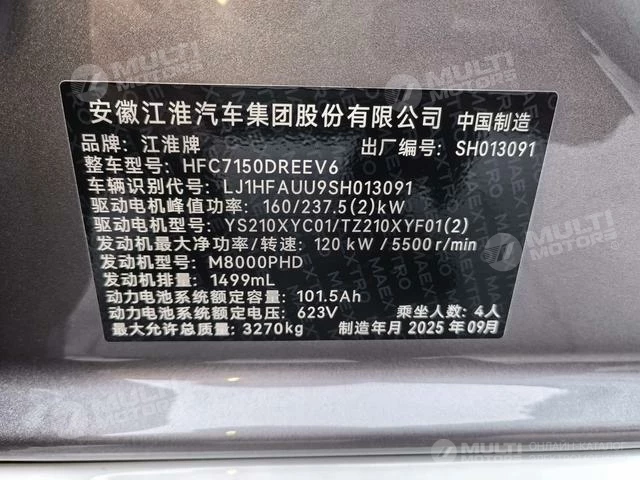 安徽江淮汽车集团股份有限公司 中国制造
品牌: 江淮牌 出厂编号: SH013091
整车型号: HFC7150DREEV6
车辆识别代号: LJ1HFAUU9SH013091
驱动电机峰值功率: 160/237.5(2)kW
驱动电机型号: YS210XYC01/TZ210XYF01(2)
发动机最大净功率/转速: 120 kW / 5500 r/min
发动机型号: M8000PHD
发动机排量: 1499mL
动力电池系统额定容量: 101.5Ah
动力电池系统额定电压: 623V 乘坐人数: 4人
最大允许总质量: 3270kg 制造年月 2025 年 09月
MULTI MOTORS
MAEXTRO
MULTI
ОНЛАЙН-КАТАЛОГ